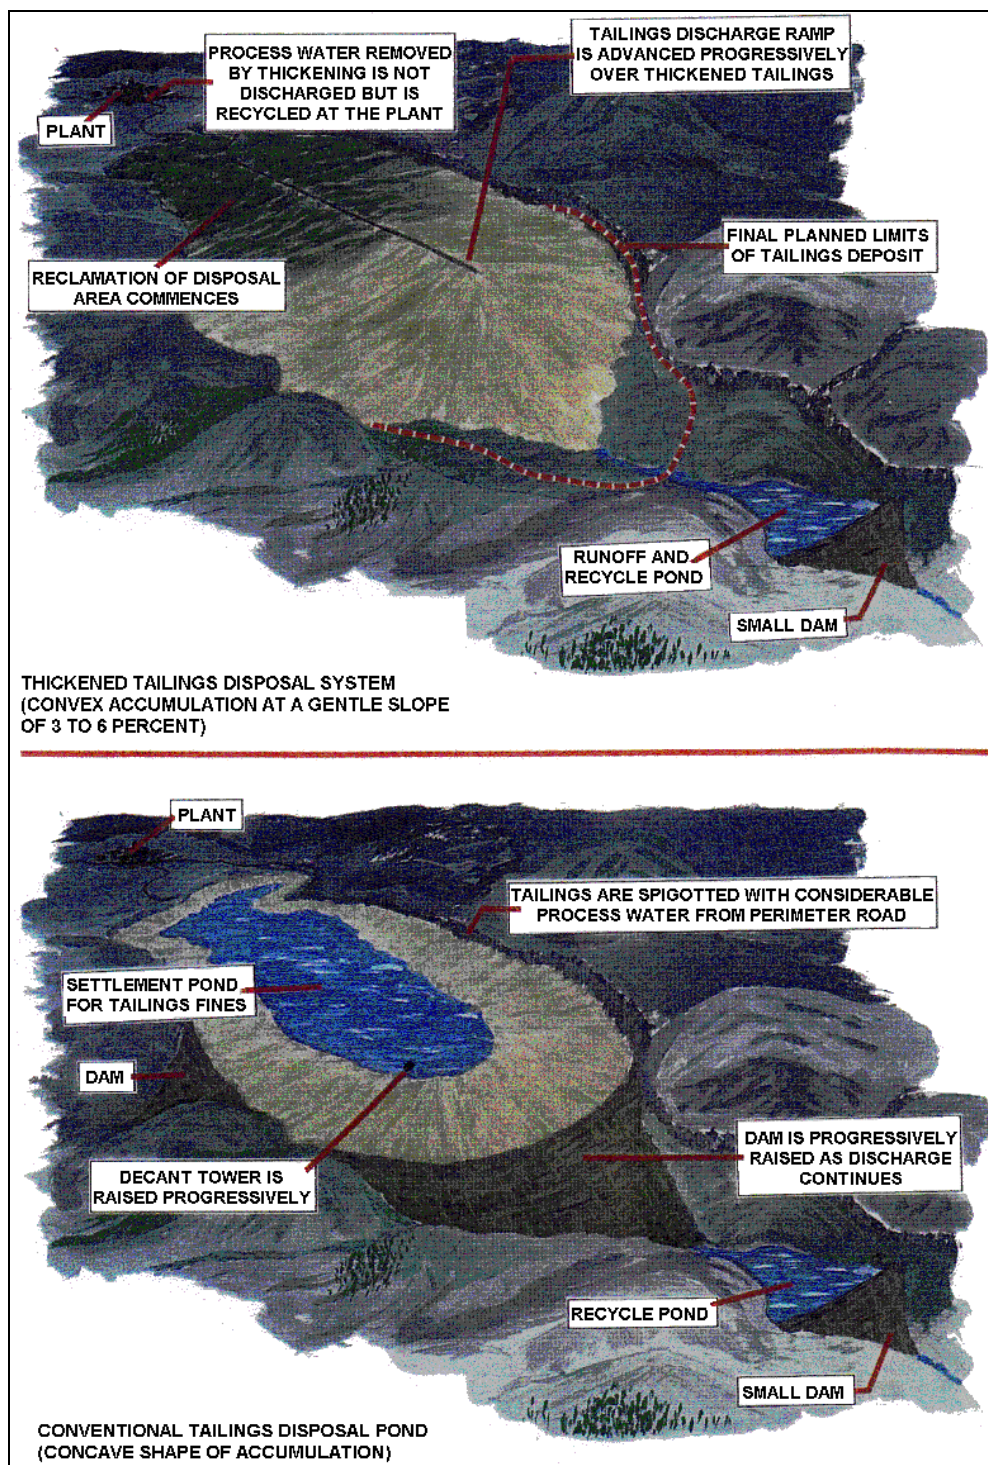 PROCESS WATER REMOVED
BY THICKENING IS NOT
DISCHARGED BUT IS
RECYCLED AT THE PLANT
TAILINGS DISCHARGE RAMP
IS ADVANCED PROGRESSIVELY
OVER THICKENED TAILINGS
PLANT
FINAL PLANNED LIMITS
OF TAILINGS DEPOSIT
RECLAMATION OF DISPOSAL
AREA COMMENCES
RUNOFF AND
RECYCLE POND
SMALL DAM
THICKENED TAILINGS DISPOSAL SYSTEM
(CONVEX ACCUMULATION AT A GENTLE SLOPE
OF 3 TO 6 PERCENT)
PLANT
TAILINGS ARE SPIGOTTED WITH CONSIDERABLE
PROCESS WATER FROM PERIMETER ROAD
SETTLEMENT POND
FOR TAILINGS FINES
DAM
DECANT TOWER IS
RAISED PROGRESSIVELY
DAM IS PROGRESSIVELY
RAISED AS DISCHARGE
CONTINUES
RECYCLE POND
SMALL DAM
CONVENTIONAL TAILINGS DISPOSAL POND
(CONCAVE SHAPE OF ACCUMULATION)